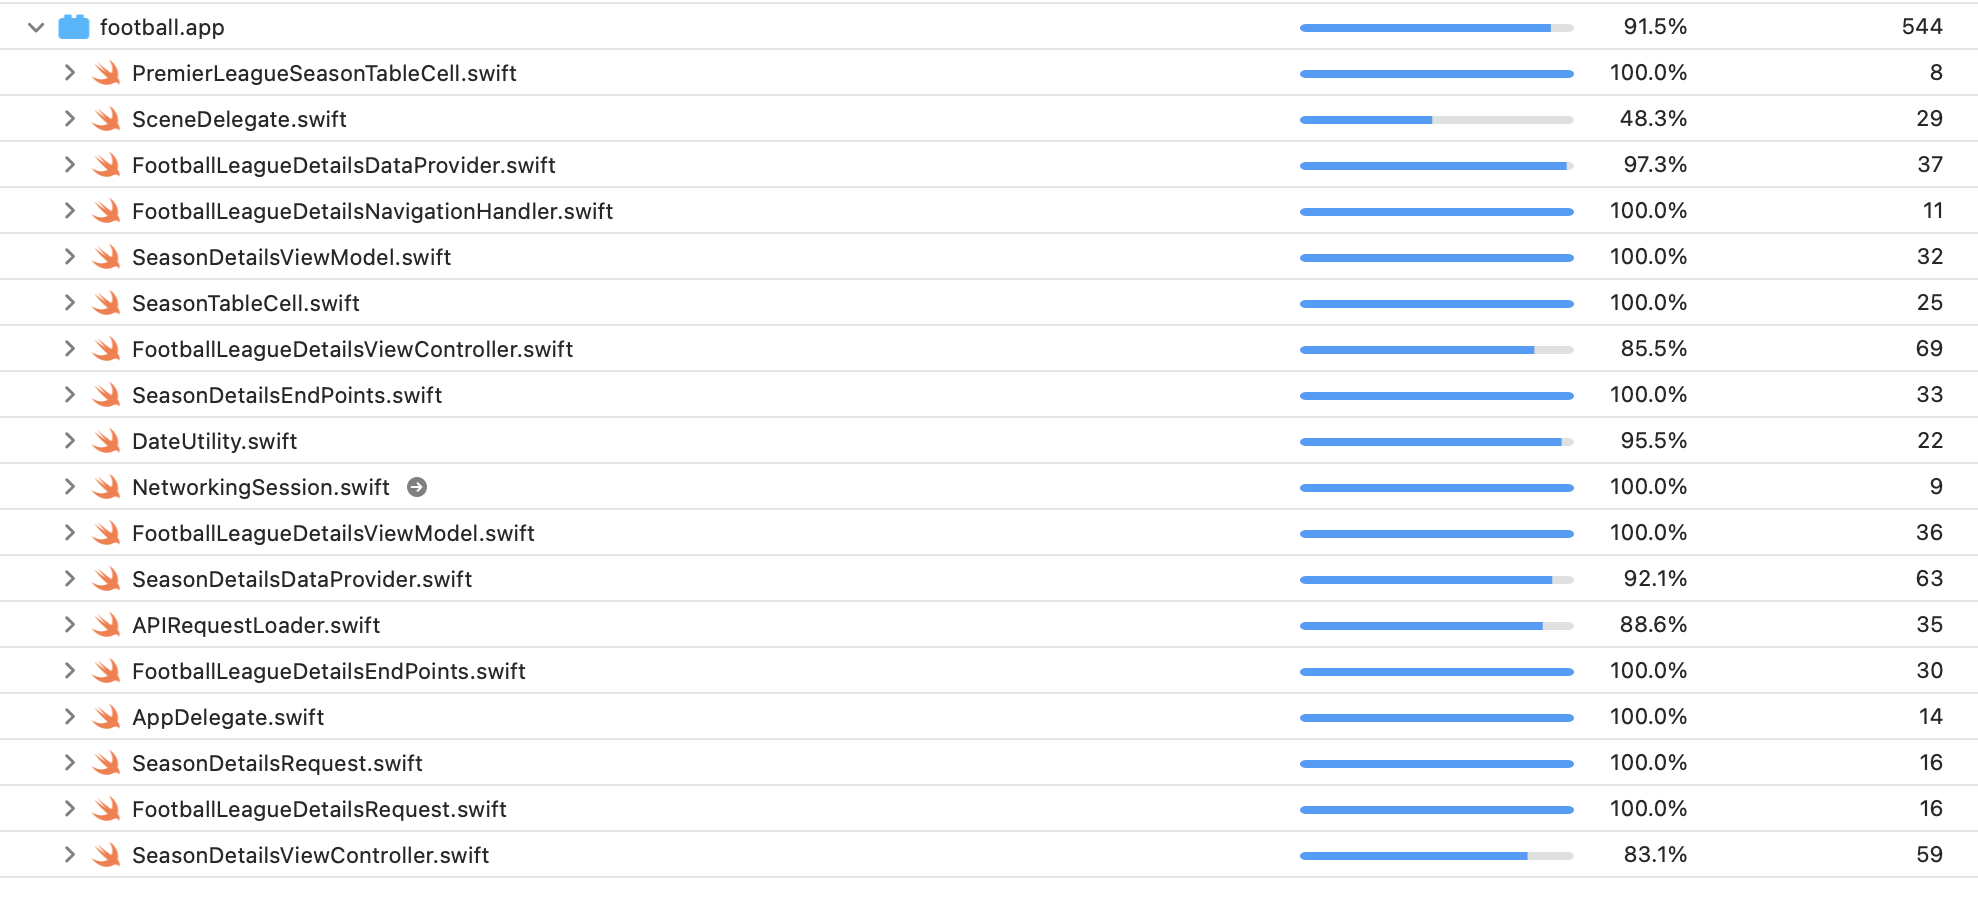 football.app 91.5% 544
PremierLeagueSeasonTableCell.swift 100.0% 8
SceneDelegate.swift 48.3% 29
FootballLeagueDetailsDataProvider.swift 97.3% 37
FootballLeagueDetailsNavigationHandler.swift 100.0% 11
SeasonDetailsViewModel.swift 100.0% 32
SeasonTableCell.swift 100.0% 25
FootballLeagueDetailsViewController.swift 85.5% 69
SeasonDetailsEndPoints.swift 100.0% 33
DateUtility.swift 95.5% 22
NetworkingSession.swift 100.0% 9
FootballLeagueDetailsViewModel.swift 100.0% 36
SeasonDetailsDataProvider.swift 92.1% 63
APIRequestLoader.swift 88.6% 35
FootballLeagueDetailsEndPoints.swift 100.0% 30
AppDelegate.swift 100.0% 14
SeasonDetailsRequest.swift 100.0% 16
FootballLeagueDetailsRequest.swift 100.0% 16
SeasonDetailsViewController.swift 83.1% 59